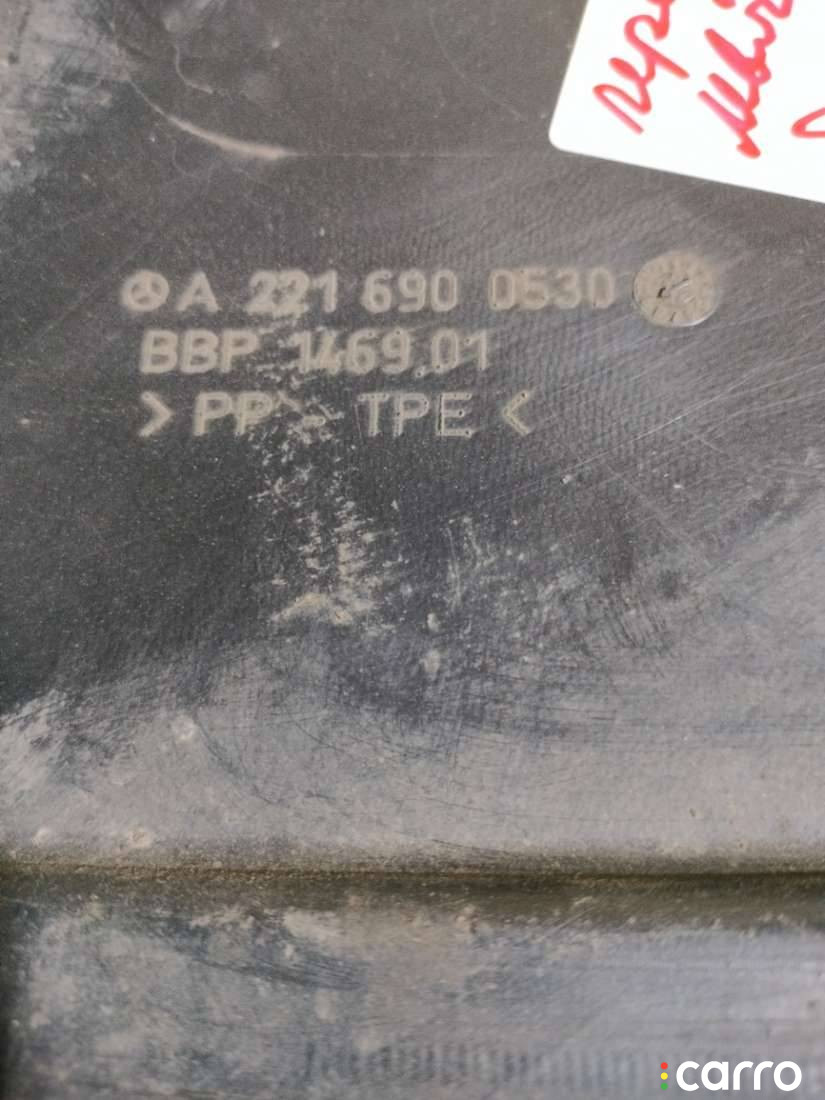 A 221 690 0530
BBP 1469.01
> PP - TPE <
carro